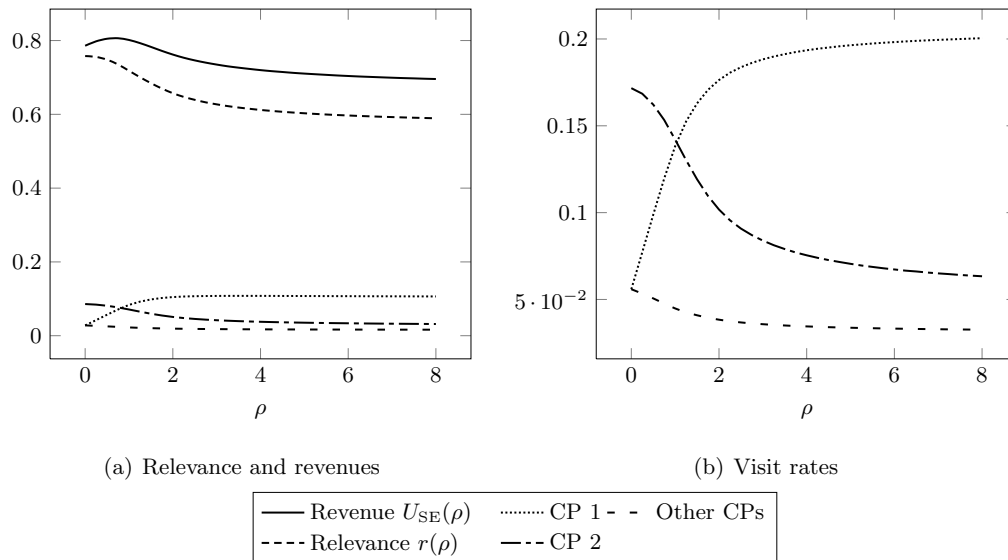 0.8
0.6
0.4
0.2
0
0 2 4 6 8
ρ
(a) Relevance and revenues
0.2
0.15
0.1
5 · 10⁻²
0 2 4 6 8
ρ
(b) Visit rates
Revenue U_SE(ρ) CP 1 Other CPs
Relevance r(ρ) CP 2